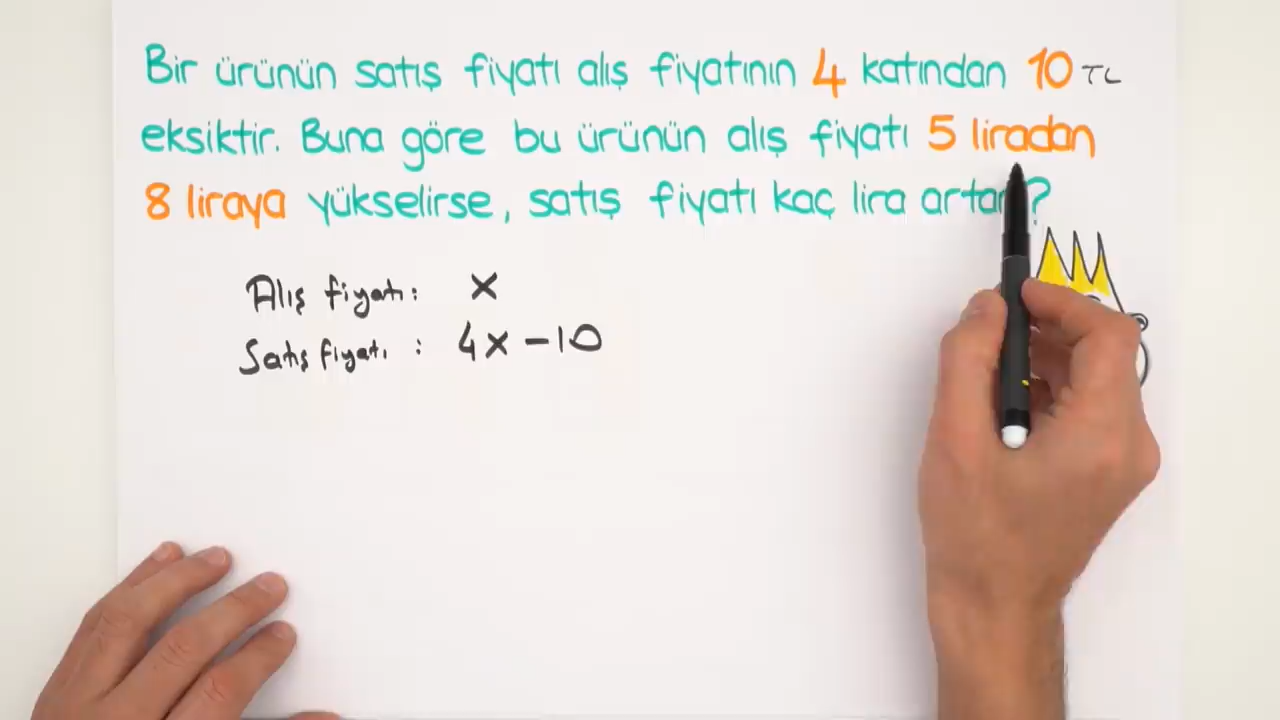 Bir ürünün satış fiyatı alış fiyatının 4 katından 10 TL
eksiktir. Buna göre bu ürünün alış fiyatı 5 liradan
8 liraya yükselirse, satış fiyatı kaç lira artar?
Alış fiyatı: x
Satış fiyatı : 4x - 10